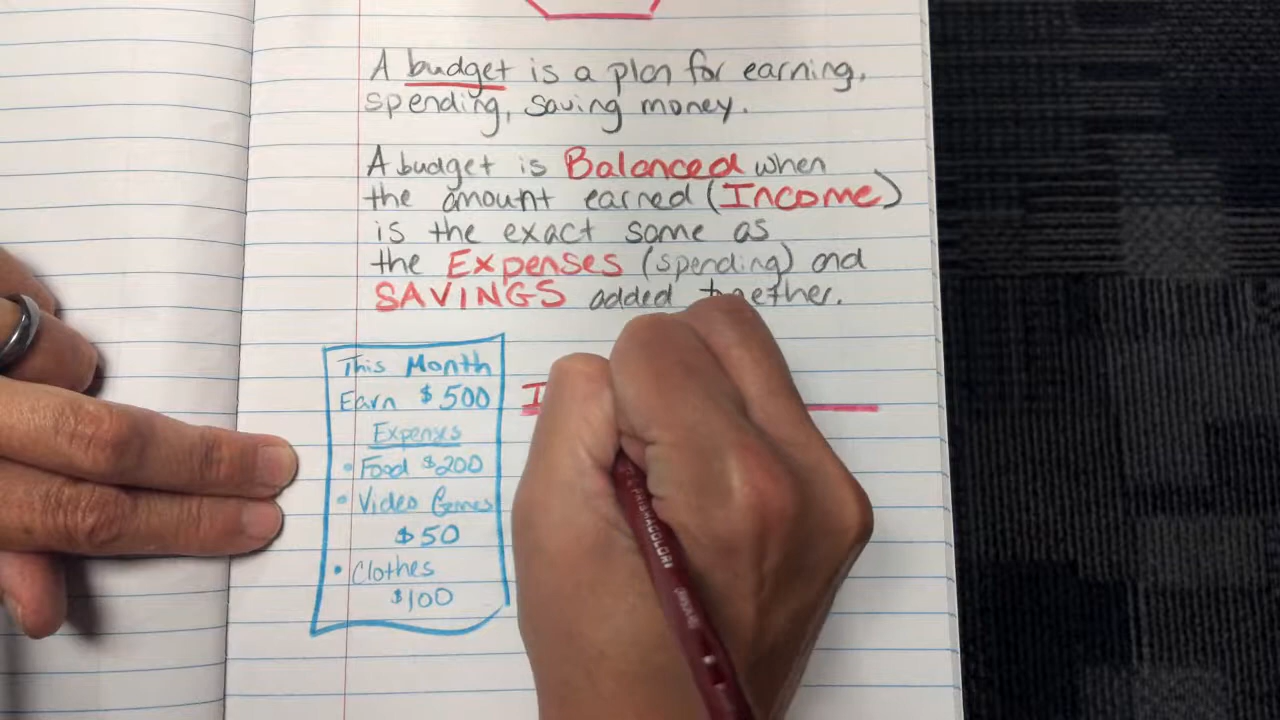 A budget is a plan for earning,
spending, saving money.
A budget is Balanced when
the amount earned (Income)
is the exact same as
the Expenses (spending) and
SAVINGS added together.
This Month
Earn $500
Expenses
• Food $200
• Video Games
$50
• Clothes
$100
PRISMACOLOR